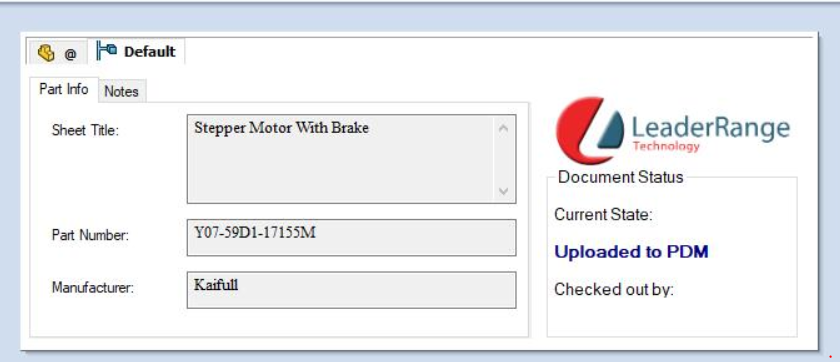 @ Default
Part Info Notes
Sheet Title: Stepper Motor With Brake
Part Number: Y07-59D1-17155M
Manufacturer: Kaifull
LeaderRange
Technology
Document Status
Current State:
Uploaded to PDM
Checked out by: